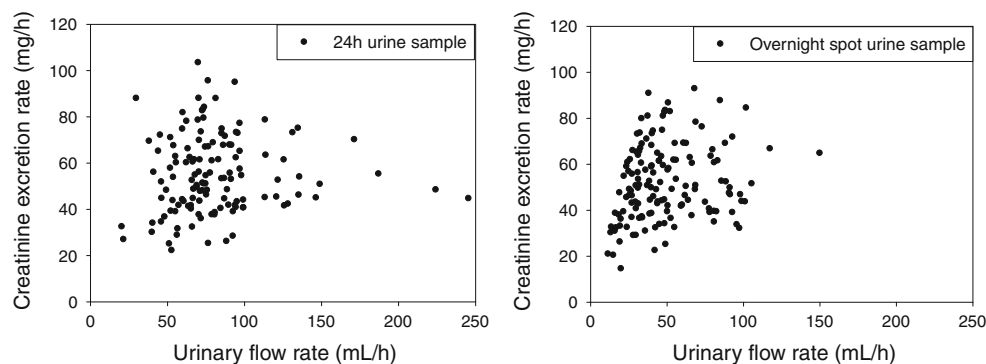 120
100
80
60
40
20
0
Creatinine excretion rate (mg/h)
24h urine sample
0 50 100 150 200 250
Urinary flow rate (mL/h)
120
100
80
60
40
20
0
Creatinine excretion rate (mg/h)
Overnight spot urine sample
0 50 100 150 200 250
Urinary flow rate (mL/h)